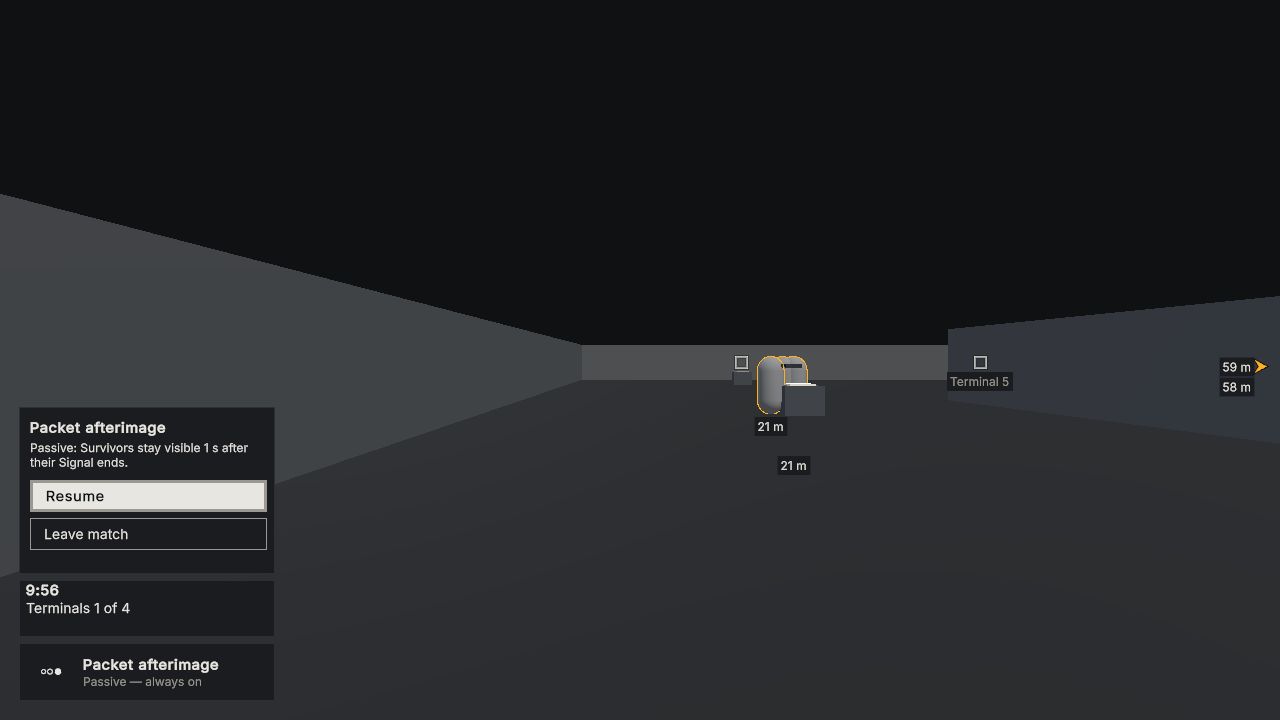 59 m
58 m
Terminal 5
21 m
21 m
Packet afterimage
Passive: Survivors stay visible 1 s after
their Signal ends.
Resume
Leave match
9:56
Terminals 1 of 4
Packet afterimage
Passive — always on